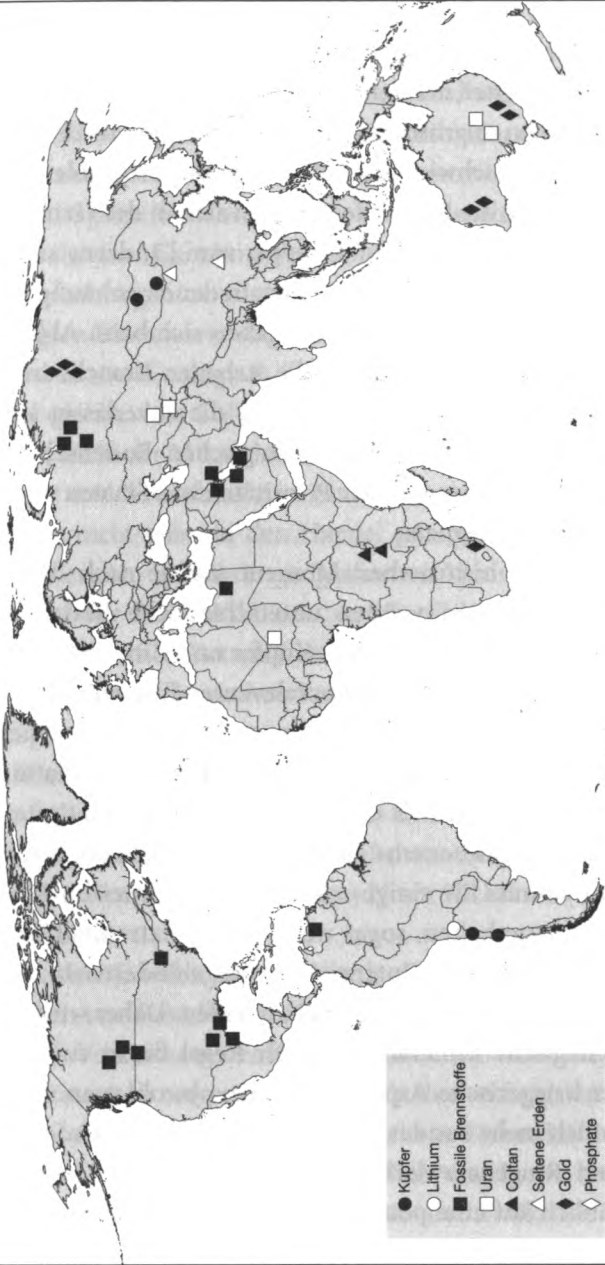 Kupfer
Lithium
Fossile Brennstoffe
Uran
Coltan
Seltene Erden
Gold
Phosphate